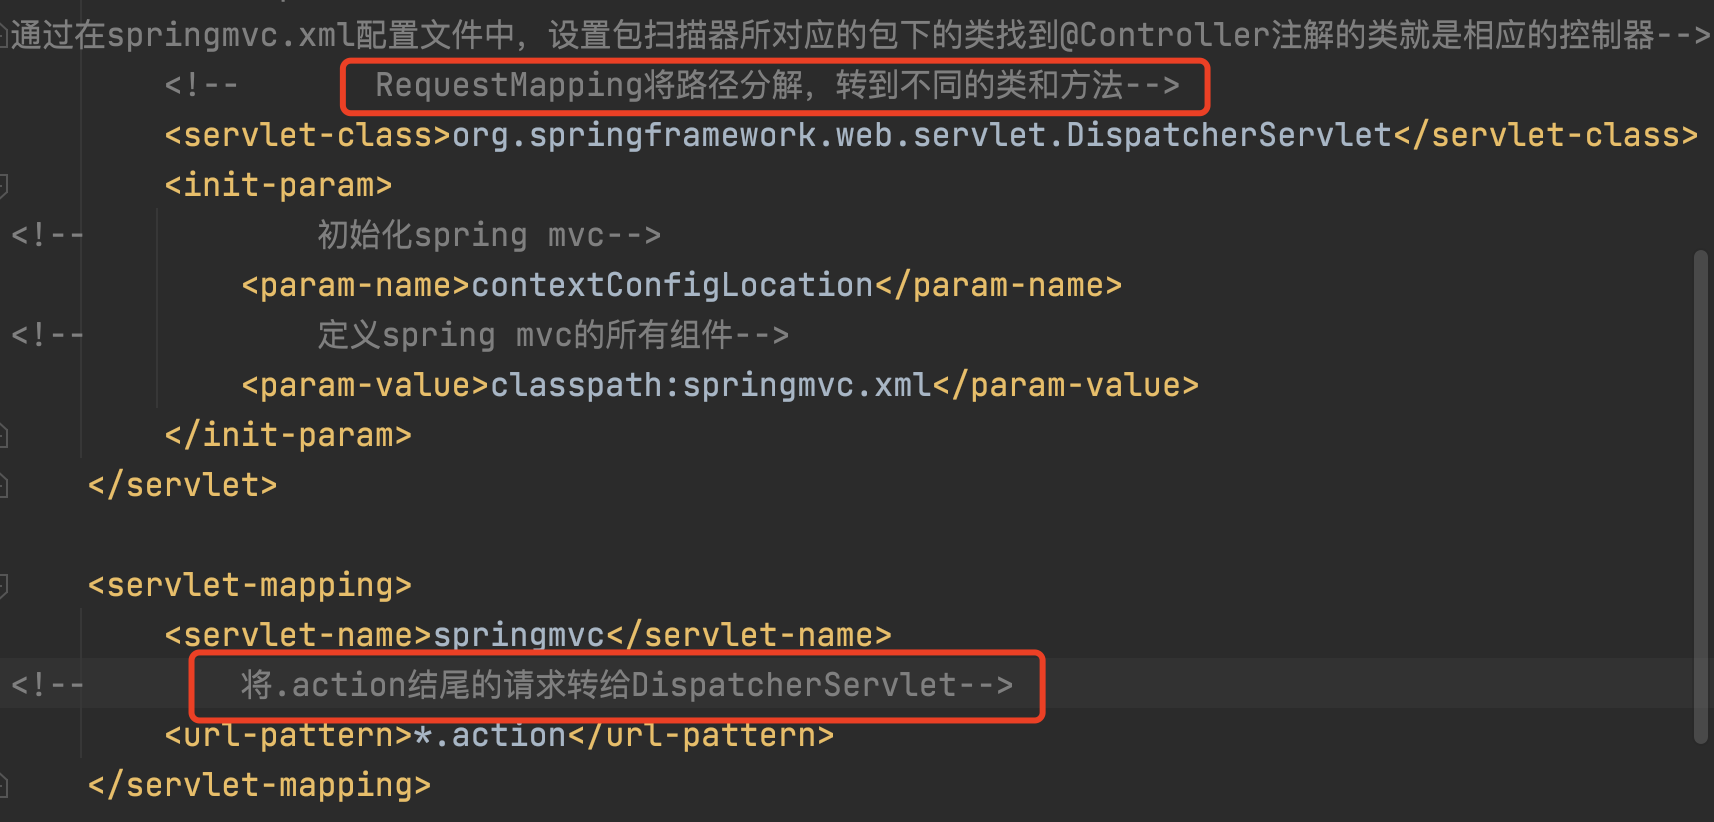 通过在springmvc.xml配置文件中，设置包扫描器所对应的包下的类找到@Controller注解的类就是相应的控制器-->
<!-- RequestMapping将路径分解，转到不同的类和方法-->
<servlet-class>org.springframework.web.servlet.DispatcherServlet</servlet-class>
<init-param>
<!-- 初始化spring mvc-->
<param-name>contextConfigLocation</param-name>
<!-- 定义spring mvc的所有组件-->
<param-value>classpath:springmvc.xml</param-value>
</init-param>
</servlet>
<servlet-mapping>
<servlet-name>springmvc</servlet-name>
<!-- 将.action结尾的请求转给DispatcherServlet-->
<url-pattern>*.action</url-pattern>
</servlet-mapping>